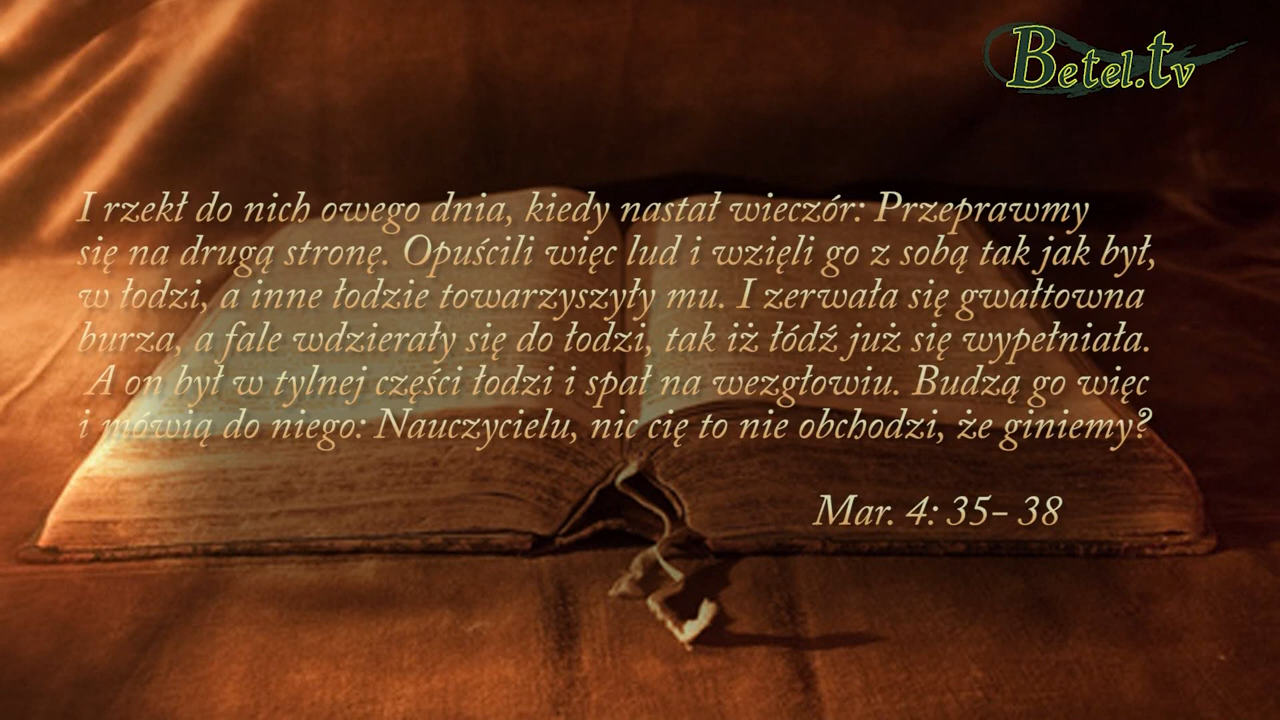 Betel.tv
I rzekł do nich owego dnia, kiedy nastał wieczór: Przeprawmy
się na drugą stronę. Opuścili więc lud i wzięli go z sobą tak jak był,
w łodzi, a inne łodzie towarzyszyły mu. I zerwała się gwałtowna
burza, a fale wdzierały się do łodzi, tak iż łódź już się wypełniała.
A on był w tylnej części łodzi i spał na wezgłowiu. Budzą go więc
i mówią do niego: Nauczycielu, nic cię to nie obchodzi, że giniemy?
Mar. 4: 35- 38